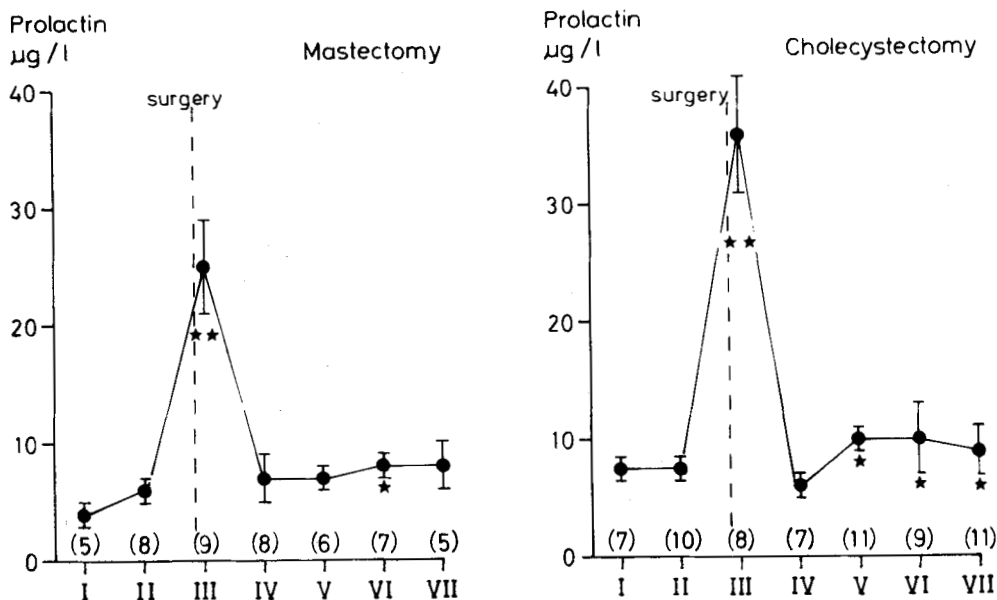 Prolactin
µg/l
Mastectomy
surgery
40
30
20
10
0
★★
★
(5) (8) (9) (8) (6) (7) (5)
I II III IV V VI VII
Prolactin
µg/l
Cholecystectomy
surgery
40
30
20
10
0
★ ★
★ ★ ★
(7) (10) (8) (7) (11) (9) (11)
I II III IV V VI VII